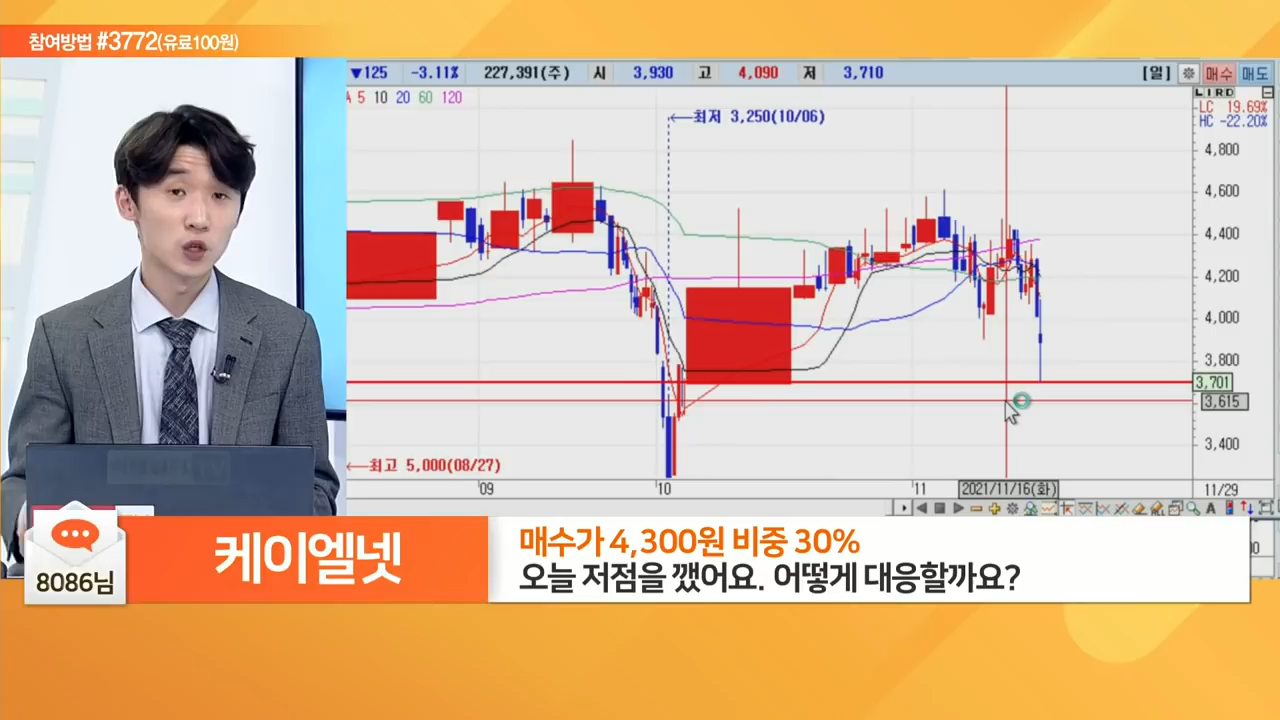 참여방법 #3772(유료100원)
▼125 -3.11% 227,391(주) 시 3,930 고 4,090 저 3,710 [일] 매수 매도
5 10 20 60 120
LIRD
LC 19.69%
HC -22.20%
←최저 3,250(10/06)
4,800
4,600
4,400
4,200
4,000
3,800
3,701
3,615
3,400
←최고 5,000(08/27)
'09 10 11 2021/11/16(화) 11/29
8086님
케이엘넷
매수가 4,300원 비중 30%
오늘 저점을 깼어요. 어떻게 대응할까요?